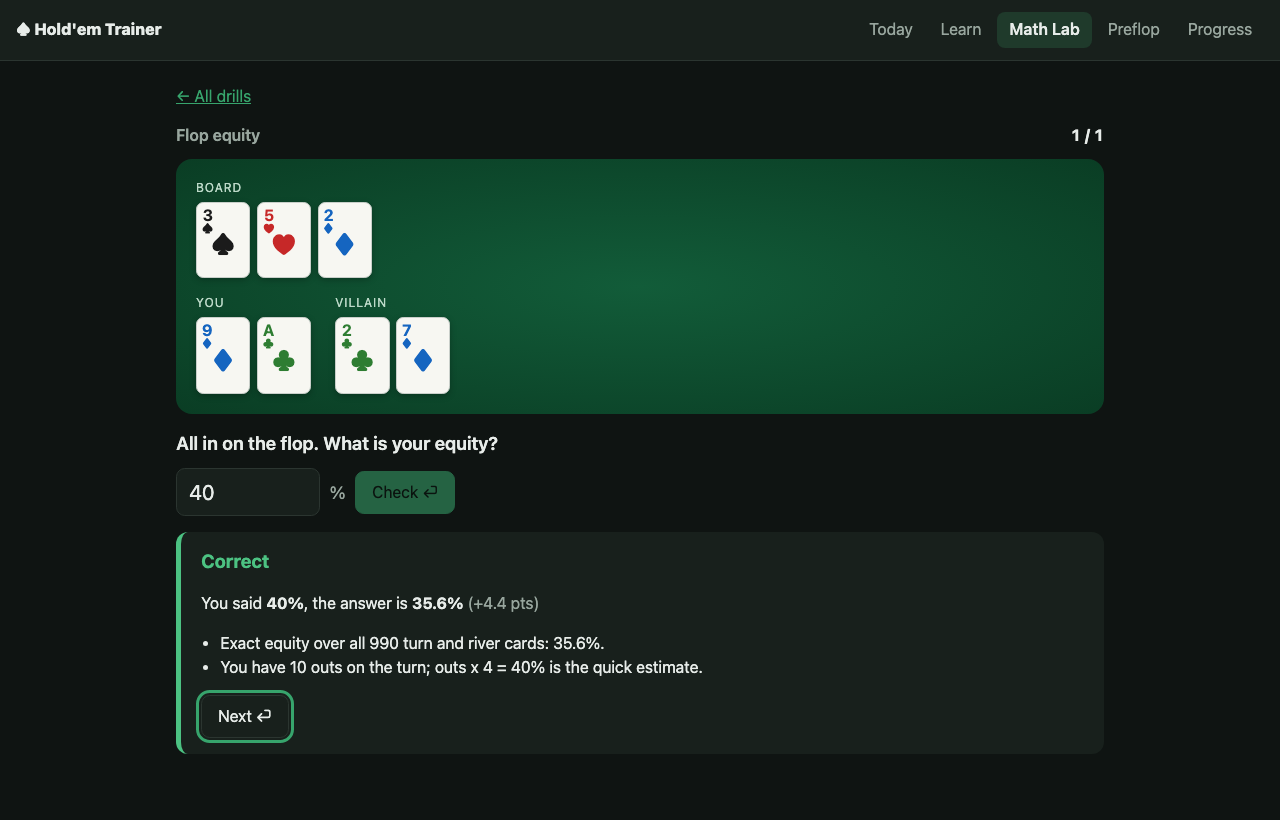 ♠ Hold'em Trainer Today Learn Math Lab Preflop Progress
← All drills
Flop equity 1 / 1
BOARD
3♠ 5♥ 2♦
YOU VILLAIN
9♦ A♣ 2♣ 7♦
All in on the flop. What is your equity?
40 % Check ⏎
Correct
You said 40%, the answer is 35.6% (+4.4 pts)
• Exact equity over all 990 turn and river cards: 35.6%.
• You have 10 outs on the turn; outs x 4 = 40% is the quick estimate.
Next ⏎